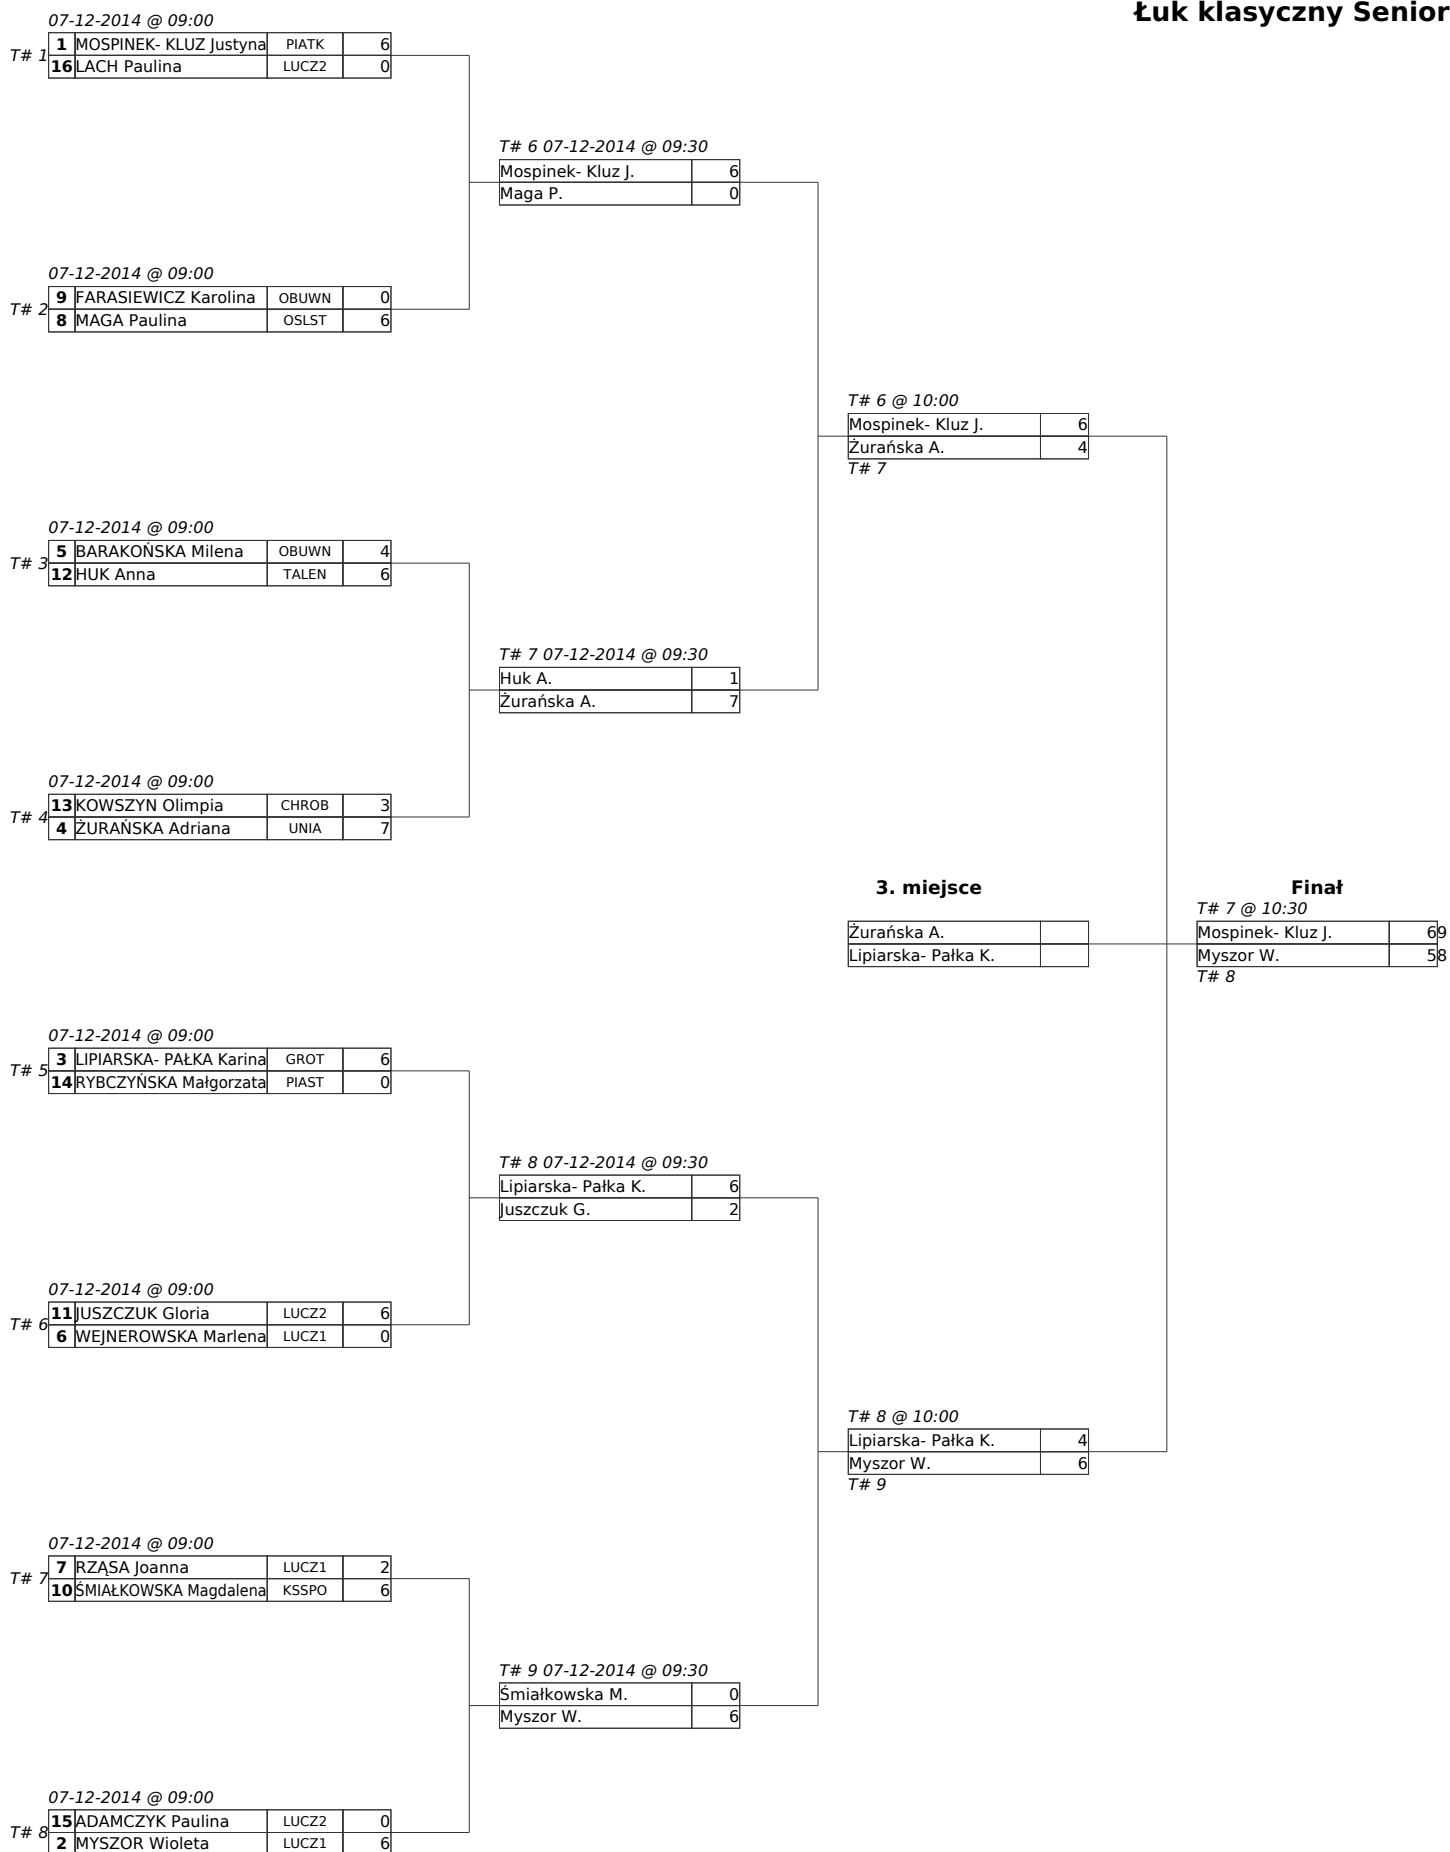 Łuk klasyczny Senior
07-12-2014 @ 09:00
T# 1
1 MOSPINEK- KLUZ Justyna PIATK 6
16 LACH Paulina LUCZ2 0
T# 6 07-12-2014 @ 09:30
Mospinek- Kluz J. 6
Maga P. 0
07-12-2014 @ 09:00
T# 2
9 FARASIEWICZ Karolina OBUWN 0
8 MAGA Paulina OSLST 6
T# 6 @ 10:00
Mospinek- Kluz J. 6
Żurańska A. 4
T# 7
07-12-2014 @ 09:00
T# 3
5 BARAKOŃSKA Milena OBUWN 4
12 HUK Anna TALEN 6
T# 7 07-12-2014 @ 09:30
Huk A. 1
Żurańska A. 7
07-12-2014 @ 09:00
T# 4
13 KOWSZYN Olimpia CHROB 3
4 ŻURAŃSKA Adriana UNIA 7
3. miejsce
Żurańska A.
Lipiarska- Pałka K.
Finał
T# 7 @ 10:30
Mospinek- Kluz J. 69
Myszor W. 58
T# 8
07-12-2014 @ 09:00
T# 5
3 LIPIARSKA- PAŁKA Karina GROT 6
14 RYBCZYŃSKA Małgorzata PIAST 0
T# 8 07-12-2014 @ 09:30
Lipiarska- Pałka K. 6
Juszczuk G. 2
07-12-2014 @ 09:00
T# 6
11 JUSZCZUK Gloria LUCZ2 6
6 WEJNEROWSKA Marlena LUCZ1 0
T# 8 @ 10:00
Lipiarska- Pałka K. 4
Myszor W. 6
T# 9
07-12-2014 @ 09:00
T# 7
7 RZĄSA Joanna LUCZ1 2
10 ŚMIAŁKOWSKA Magdalena KSSPO 6
T# 9 07-12-2014 @ 09:30
Śmiałkowska M. 0
Myszor W. 6
07-12-2014 @ 09:00
T# 8
15 ADAMCZYK Paulina LUCZ2 0
2 MYSZOR Wioleta LUCZ1 6